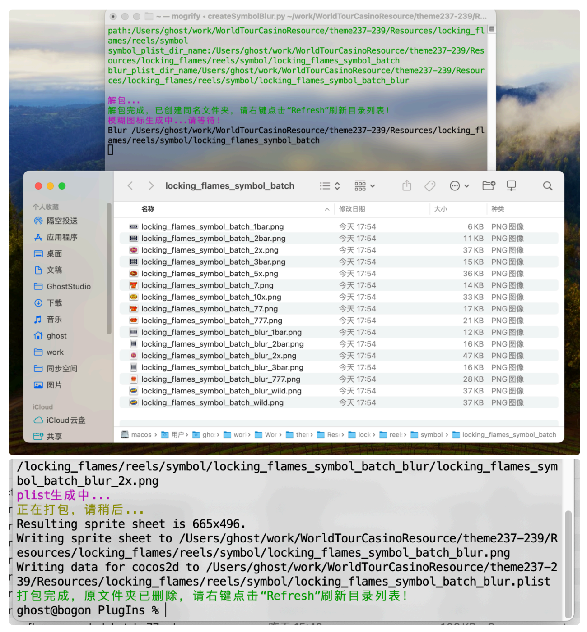 — -- mogrify ‹ createSymbolBlur.py ~/work/WorldTourCasinoResource/theme237-239/R...
path:/Users/ghost/work/WorldTourCasinoResource/theme237-239/Resources/locking_fl
ames/reels/symbol
symbol_plist_dir_name:/Users/ghost/work/WorldTourCasinoResource/theme237-239/Res
ources/locking_flames/reels/symbol/locking_flames_symbol_batch
blur_plist_dir_name/Users/ghost/work/WorldTourCasinoResource/theme237-239/Resour
ces/locking_flames/reels/symbol/locking_flames_symbol_batch_blur
解包...
解包完成，已创建同名文件夹，请右键点击“Refresh”刷新目录列表！
模糊图标生成中...请等待！
Blur /Users/ghost/work/WorldTourCasinoResource/theme237-239/Resources/locking_fl
ames/reels/symbol/locking_flames_symbol_batch
locking_flames_symbol_batch
个人收藏
隔空投送
应用程序
桌面
文稿
GhostStudio
下载
音乐
ghost
work
同步空间
图片
iCloud
iCloud云盘
共享
名称 修改日期 大小 种类
locking_flames_symbol_batch_1bar.png 今天 17:54 6 KB PNG图像
locking_flames_symbol_batch_2bar.png 今天 17:54 11 KB PNG图像
locking_flames_symbol_batch_2x.png 今天 17:54 37 KB PNG图像
locking_flames_symbol_batch_3bar.png 今天 17:54 15 KB PNG图像
locking_flames_symbol_batch_5x.png 今天 17:54 36 KB PNG图像
locking_flames_symbol_batch_7.png 今天 17:54 14 KB PNG图像
locking_flames_symbol_batch_10x.png 今天 17:54 33 KB PNG图像
locking_flames_symbol_batch_77.png 今天 17:54 17 KB PNG图像
locking_flames_symbol_batch_777.png 今天 17:54 21 KB PNG图像
locking_flames_symbol_batch_blur_1bar.png 今天 17:54 12 KB PNG图像
locking_flames_symbol_batch_blur_2bar.png 今天 17:54 16 KB PNG图像
locking_flames_symbol_batch_blur_2x.png 今天 17:54 47 KB PNG图像
locking_flames_symbol_batch_blur_3bar.png 今天 17:54 16 KB PNG图像
locking_flames_symbol_batch_blur_777.png 今天 17:54 28 KB PNG图像
locking_flames_symbol_batch_blur_wild.png 今天 17:54 37 KB PNG图像
locking_flames_symbol_batch_wild.png 今天 17:54 37 KB PNG图像
macos › 用户 › gho › wor › Wor › the › Res › lock › reel › symbol › locking_flames_symbol_batch
/locking_flames/reels/symbol/locking_flames_symbol_batch_blur/locking_flames_sym
bol_batch_blur_2x.png
plist生成中...
正在打包，请稍后...
Resulting sprite sheet is 665x496.
Writing sprite sheet to /Users/ghost/work/WorldTourCasinoResource/theme237-239/R
esources/locking_flames/reels/symbol/locking_flames_symbol_batch_blur.png
Writing data for cocos2d to /Users/ghost/work/WorldTourCasinoResource/theme237-2
39/Resources/locking_flames/reels/symbol/locking_flames_symbol_batch_blur.plist
打包完成，原文件夹已删除，请右键点击“Refresh”刷新目录列表！
ghost@bogon PlugIns %